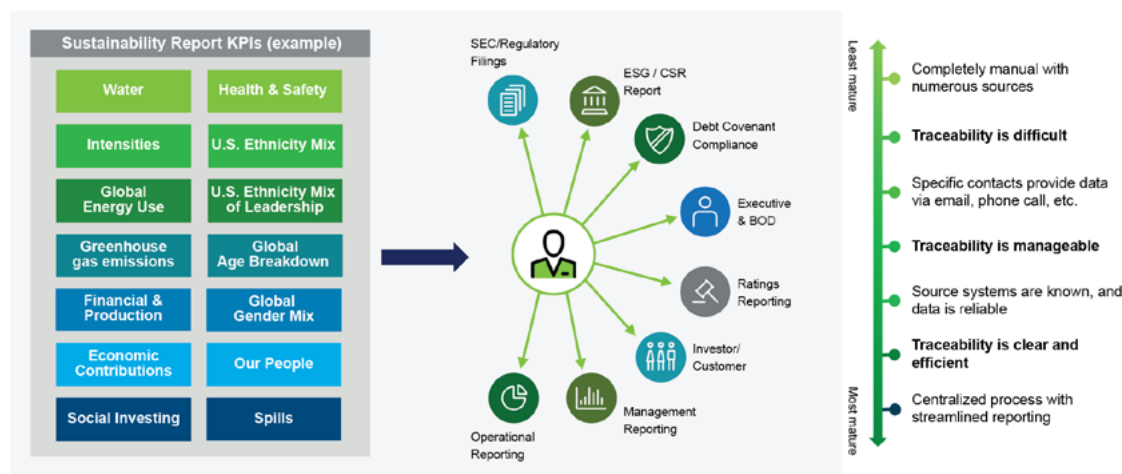 Sustainability Report KPIs (example)
Water
Health & Safety
Intensities
U.S. Ethnicity Mix
Global
Energy Use
U.S. Ethnicity Mix
of Leadership
Greenhouse
gas emissions
Global
Age Breakdown
Financial &
Production
Global
Gender Mix
Economic
Contributions
Our People
Social Investing
Spills
SEC/Regulatory
Filings
ESG / CSR
Report
Debt Covenant
Compliance
Executive
& BOD
Ratings
Reporting
Investor/
Customer
Management
Reporting
Operational
Reporting
Least mature
Completely manual with
numerous sources
Traceability is difficult
Specific contacts provide data
via email, phone call, etc.
Traceability is manageable
Source systems are known, and
data is reliable
Traceability is clear and
efficient
Centralized process with
streamlined reporting
Most mature